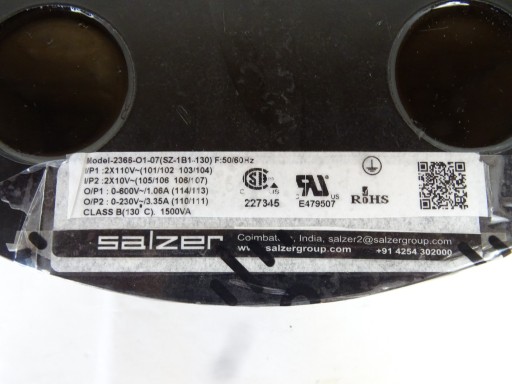 Model-2366-O1-07(SZ-1B1-130) F:50/60Hz
I/P1 :2X110V~(101/102 103/104)
I/P2 : 2X10V~(105/106 106/107)
O/P1 : 0-600V~/1.06A (114/113)
O/P2 : 0-230V~/3.35A (110/111)
CLASS B(130°C). 1500VA
227345
E479507
RoHS
salzer
India, salzer2@salzergroup.com
www.salzergroup.com +91 4254 302000